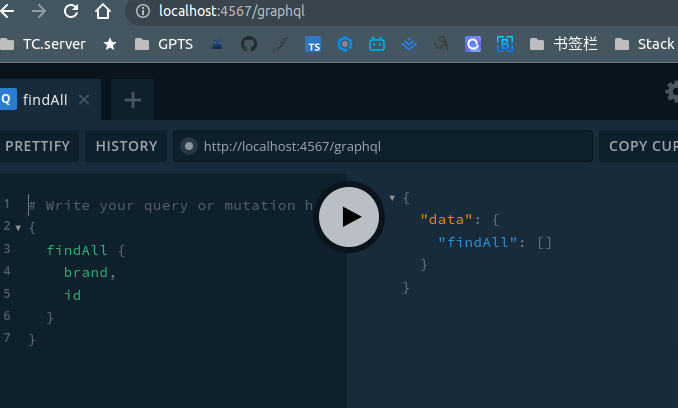 localhost:4567/graphql
TC.server GPTS TS 书签栏 Stack
Q findAll
PRETTIFY HISTORY http://localhost:4567/graphql COPY CUR
1 # Write your query or mutation h
2 {
3 findAll {
4 brand,
5 id
6 }
7 }
{
"data": {
"findAll": []
}
}